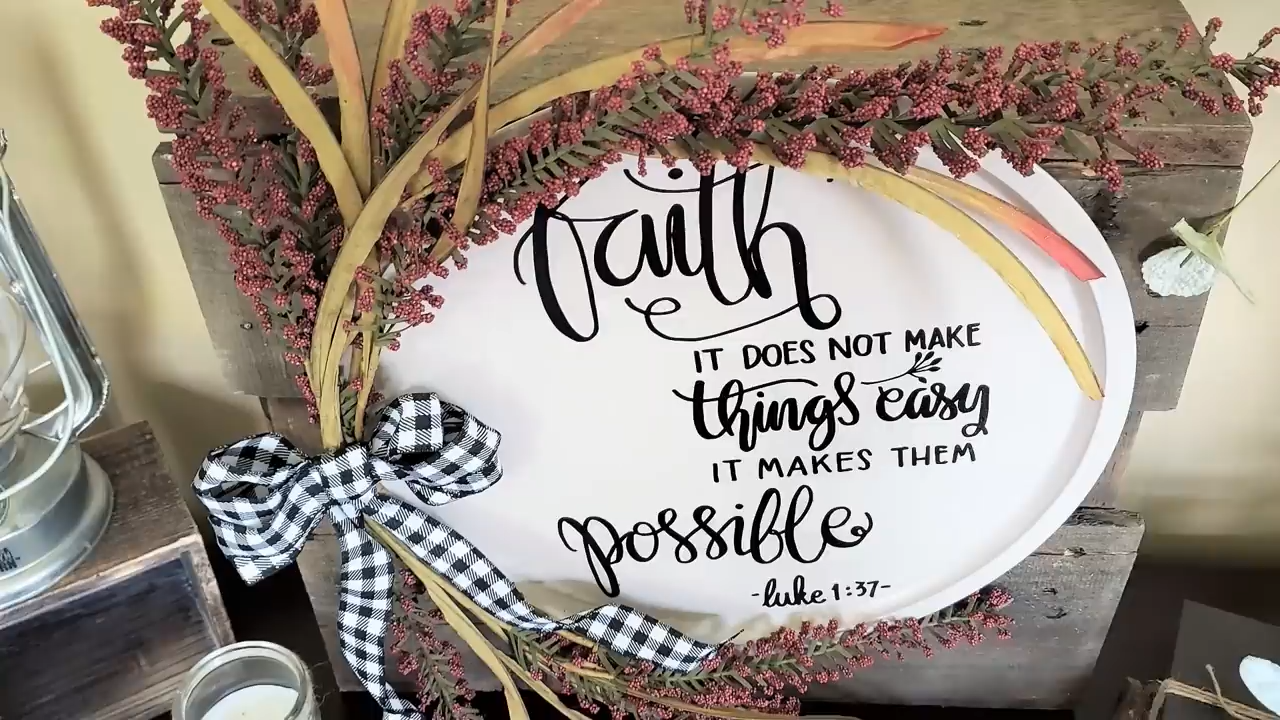 faith
IT DOES NOT MAKE
things easy
IT MAKES THEM
possible
-luke 1:37-